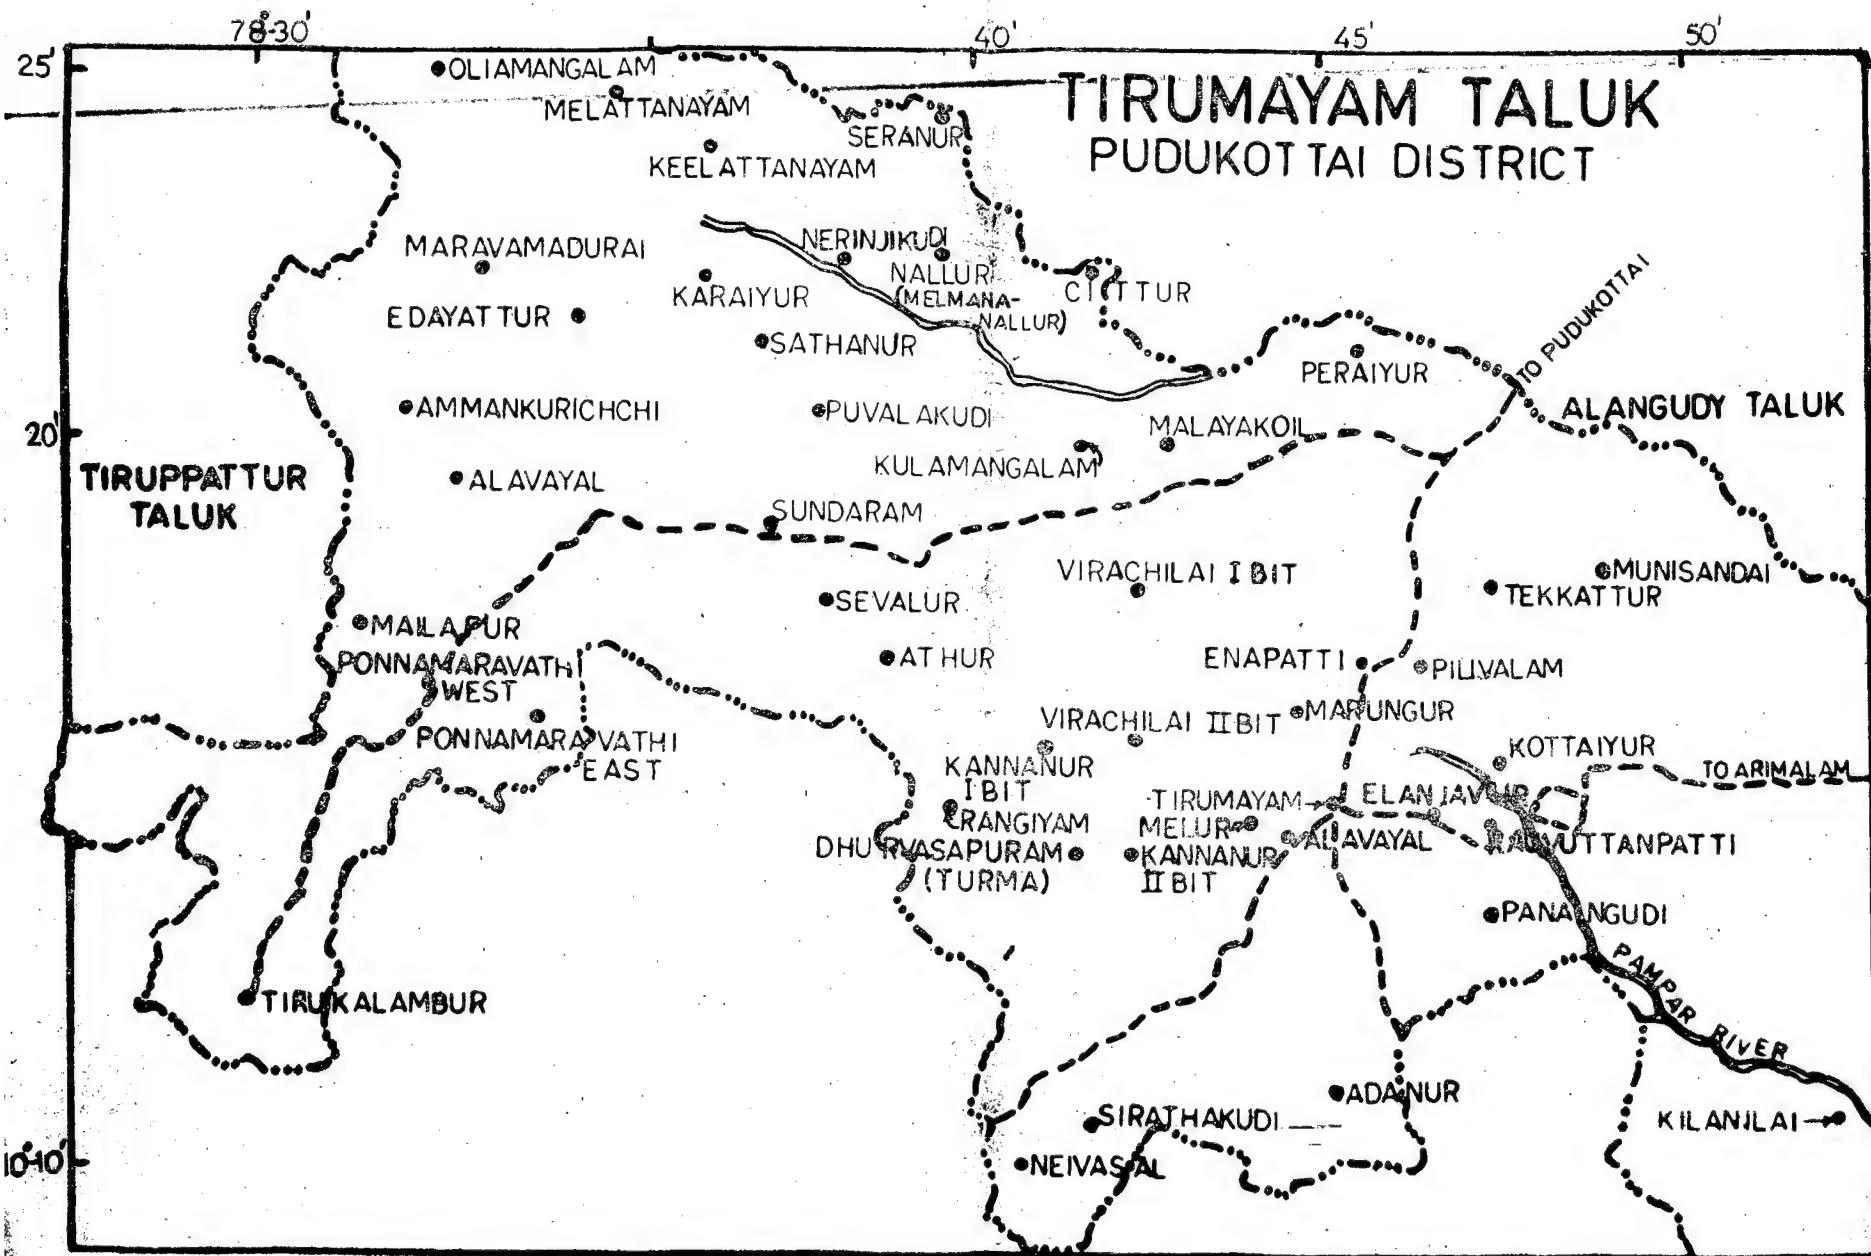 78°30'
40'
45'
50'
25'
OLIAMANGALAM
TIRUMAYAM TALUK
MELATTANAYAM
SERANUR
PUDUKOTTAI DISTRICT
KEELATTANAYAM
MARAVAMADURAI
NERINJIKUDI
NALLUR
(MELMANA-
NALLUR)
CITTUR
KARAIYUR
EDAYATTUR
SATHANUR
TO PUDUKOTTAI
PERAIYUR
AMMANKURICHCHI
PUVALAKUDI
ALANGUDY TALUK
MALAYAKOIL
20'
KULAMANGALAM
TIRUPPATTUR
TALUK
ALAVAYAL
SUNDARAM
VIRACHILAI I BIT
MUNISANDAI
TEKKATTUR
SEVALUR
MAILAPUR
ATHUR
ENAPATTI
PILIVALAM
PONNAMARAVATHI
WEST
VIRACHILAI II BIT
MARUNGUR
PONNAMARAVATHI
EAST
KOTTAIYUR
KANNANUR
I BIT
TO ARIMALAM
TIRUMAYAM
ELANJAVUR
RANGIYAM
MELUR
ALAVAYAL
RAVUTTANPATTI
DHURVASAPURAM
(TURMA)
KANNANUR
II BIT
PANAINGUDI
PAMPAR RIVER
TIRUKALAMBUR
ADANUR
SIRATHAKUDI
KILANILAI
10°10'
NEIVASAL